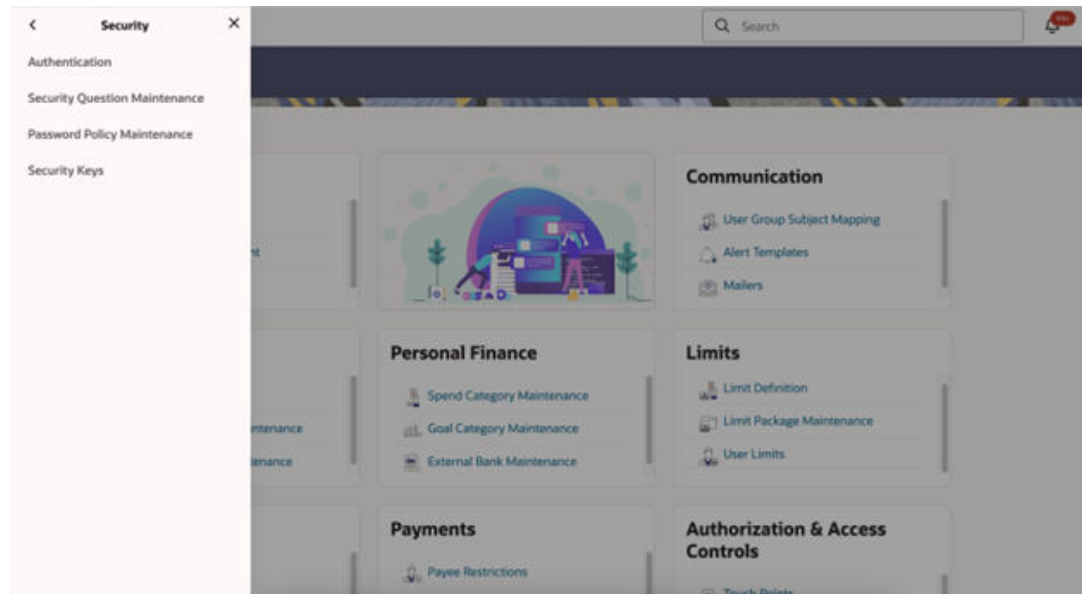 Security
Search
Authentication
Security Question Maintenance
Password Policy Maintenance
Security Keys
Communication
User Group Subject Mapping
Alert Templates
Mailers
Personal Finance
Spend Category Maintenance
Goal Category Maintenance
External Bank Maintenance
Limits
Limit Definition
Limit Package Maintenance
User Limits
Payments
Payee Restrictions
Authorization & Access
Controls
Touch Points